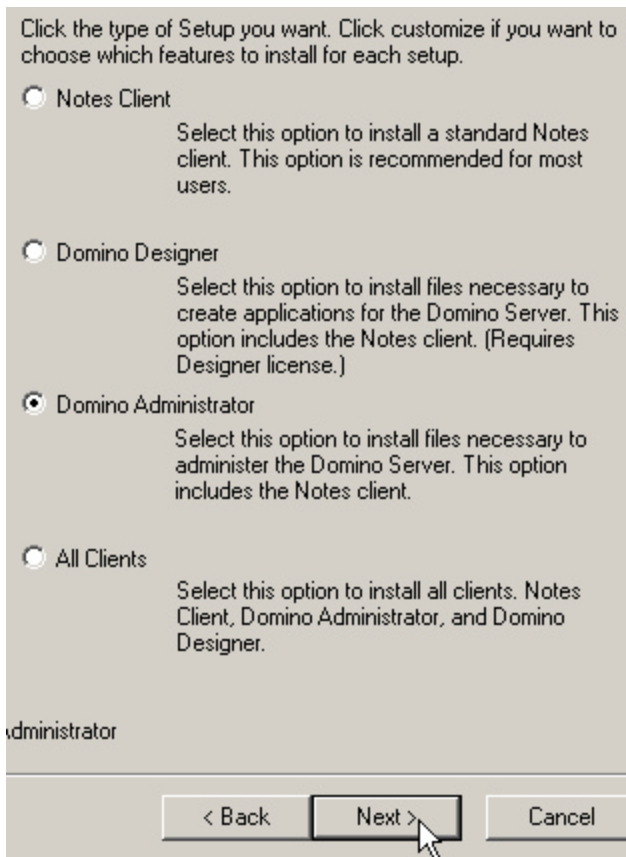 Click the type of Setup you want. Click customize if you want to
choose which features to install for each setup.
Notes Client
Select this option to install a standard Notes
client. This option is recommended for most
users.
Domino Designer
Select this option to install files necessary to
create applications for the Domino Server. This
option includes the Notes client. (Requires
Designer license.)
Domino Administrator
Select this option to install files necessary to
administer the Domino Server. This option
includes the Notes client.
All Clients
Select this option to install all clients. Notes
Client, Domino Administrator, and Domino
Designer.
Administrator
< Back Next > Cancel